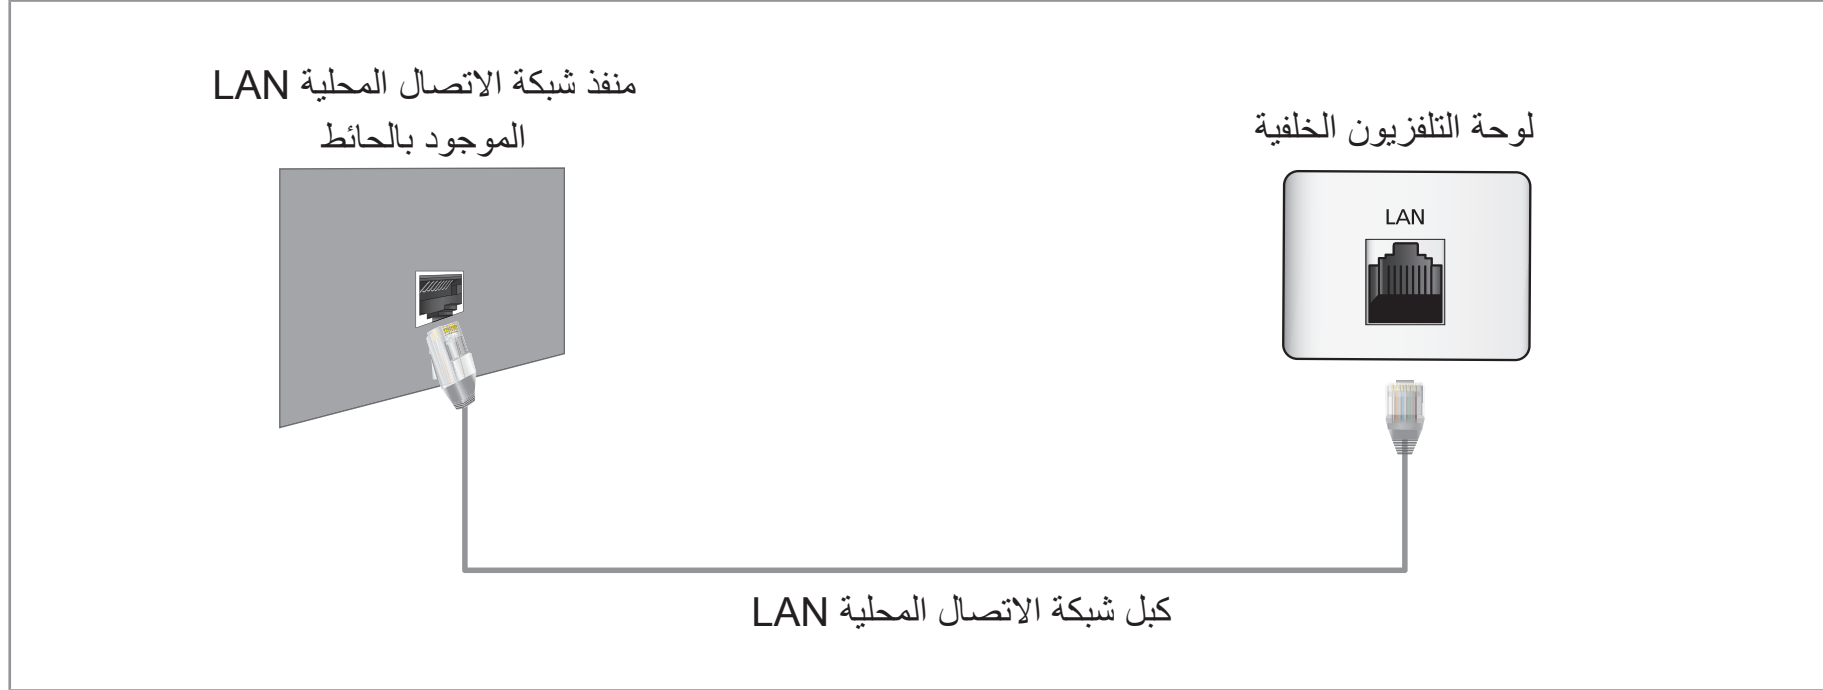 منفذ شبكة الاتصال المحلية LAN
الموجود بالحائط
لوحة التلفزيون الخلفية
LAN
كبل شبكة الاتصال المحلية LAN